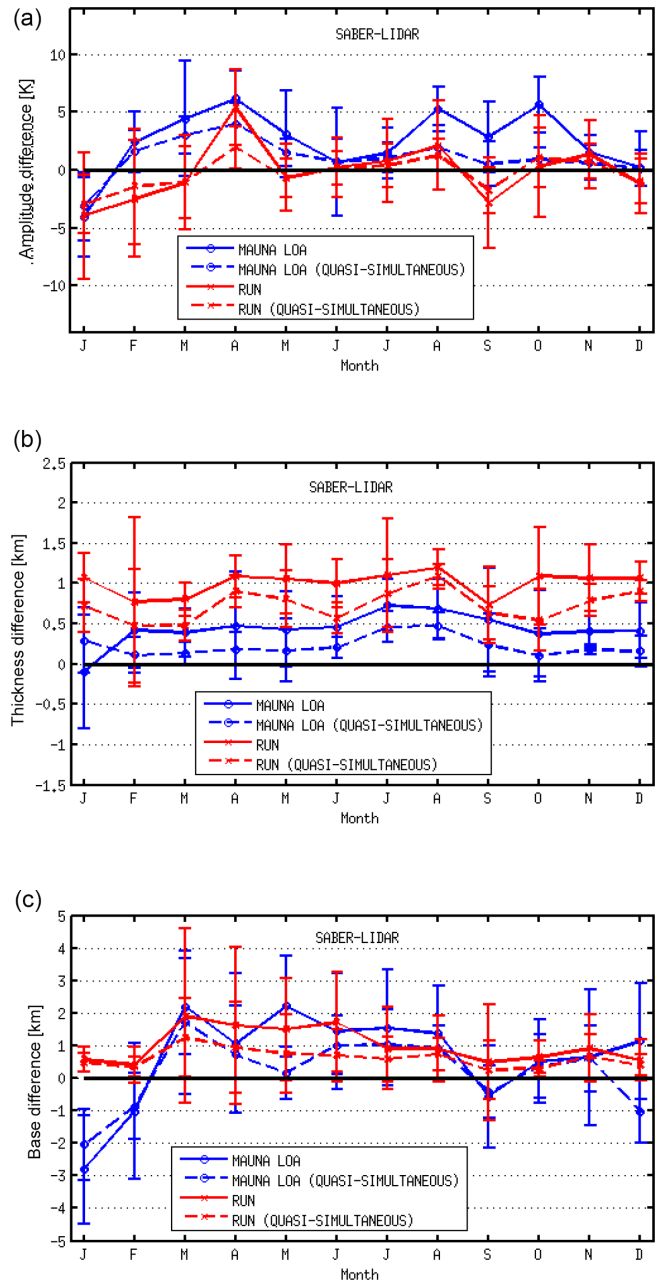 (a)
SABER-LIDAR
10
5
0
-5
-10
Amplitude difference [K]
MAUNA LOA
MAUNA LOA (QUASI-SIMULTANEOUS)
RUN
RUN (QUASI-SIMULTANEOUS)
J F M A M J J A S O N D
Month
(b)
SABER-LIDAR
2.5
2
1.5
1
0.5
0
-0.5
-1
-1.5
Thickness difference [km]
MAUNA LOA
MAUNA LOA (QUASI-SIMULTANEOUS)
RUN
RUN (QUASI-SIMULTANEOUS)
J F M A M J J A S O N D
Month
(c)
SABER-LIDAR
5
4
3
2
1
0
-1
-2
-3
-4
-5
Base difference [km]
MAUNA LOA
MAUNA LOA (QUASI-SIMULTANEOUS)
RUN
RUN (QUASI-SIMULTANEOUS)
J F M A M J J A S O N D
Month